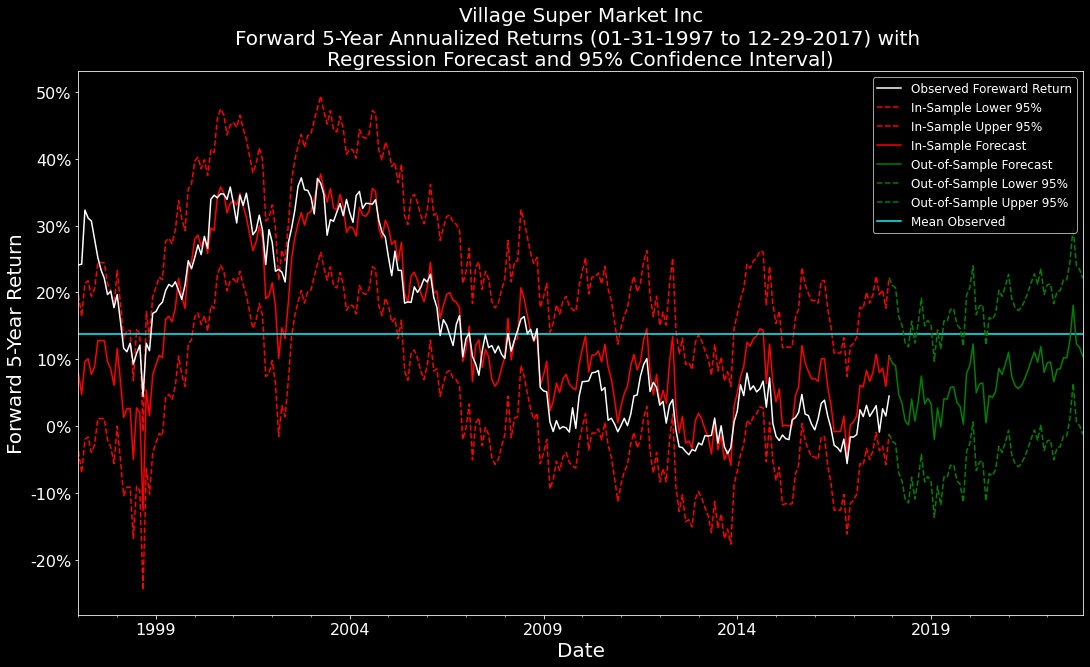 Village Super Market Inc
Forward 5-Year Annualized Returns (01-31-1997 to 12-29-2017) with
Regression Forecast and 95% Confidence Interval)
Observed Foreward Return
In-Sample Lower 95%
In-Sample Upper 95%
In-Sample Forecast
Out-of-Sample Forecast
Out-of-Sample Lower 95%
Out-of-Sample Upper 95%
Mean Observed
Forward 5-Year Return
50%
40%
30%
20%
10%
0%
-10%
-20%
1999
2004
2009
2014
2019
Date